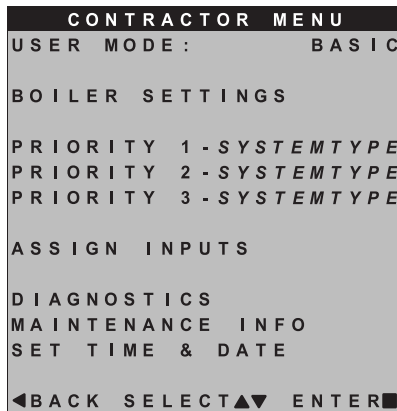 CONTRACTOR MENU
USER MODE: BASIC
BOILER SETTINGS
PRIORITY 1-SYSTEMTYPE
PRIORITY 2-SYSTEMTYPE
PRIORITY 3-SYSTEMTYPE
ASSIGN INPUTS
DIAGNOSTICS
MAINTENANCE INFO
SET TIME & DATE
◀BACK SELECT▲▼ ENTER■